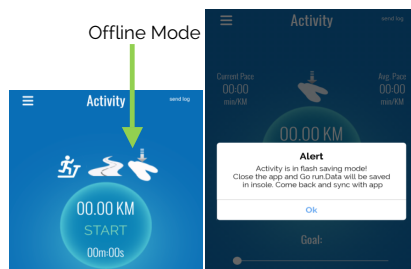 Offline Mode
Activity
send log
00.00 KM
START
00m:00s
Activity
send log
Current Pace
00:00
min/KM
Avg. Pace
00:00
min/KM
00.00 KM
Alert
Activity is in flash saving mode!
Close the app and Go run.Data will be saved
in insole. Come back and sync with app
Ok
Goal: